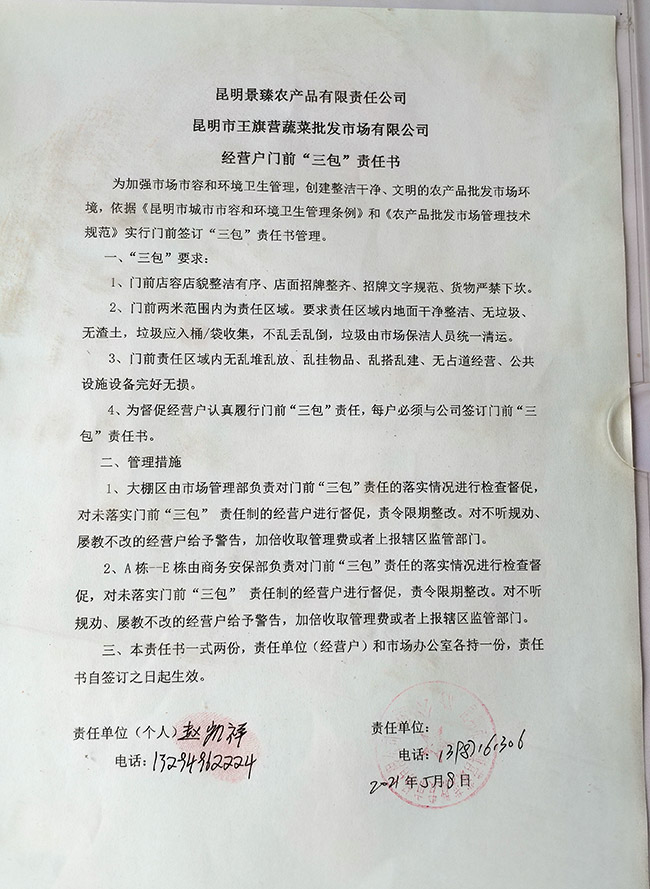 昆明景臻农产品有限责任公司
昆明市王旗营蔬菜批发市场有限公司
经营户门前“三包”责任书
为加强市场市容和环境卫生管理，创建整洁干净、文明的农产品批发市场环
境，依据《昆明市城市市容和环境卫生管理条例》和《农产品批发市场管理技术
规范》实行门前签订“三包”责任书管理。
一、“三包”要求：
1、门前店容店貌整洁有序、店面招牌整齐、招牌文字规范、货物严禁下坎。
2、门前两米范围内为责任区域。要求责任区域内地面干净整洁、无垃圾、
无渣土，垃圾应入桶/袋收集，不乱丢乱倒，垃圾由市场保洁人员统一清运。
3、门前责任区域内无乱堆乱放、乱挂物品、乱搭乱建、无占道经营、公共
设施设备完好无损。
4、为督促经营户认真履行门前“三包”责任，每户必须与公司签订门前“三
包”责任书。
二、管理措施
1、大棚区由市场管理部负责对门前“三包”责任的落实情况进行检查督促，
对未落实门前“三包” 责任制的经营户进行督促，责令限期整改。对不听规劝、
屡教不改的经营户给予警告，加倍收取管理费或者上报辖区监管部门。
2、A 栋--E 栋由商务安保部负责对门前“三包”责任的落实情况进行检查督
促，对未落实门前“三包” 责任制的经营户进行督促，责令限期整改。对不听
规劝、屡教不改的经营户给予警告，加倍收取管理费或者上报辖区监管部门。
三、本责任书一式两份，责任单位（经营户）和市场办公室各持一份，责任
书自签订之日起生效。
责任单位（个人）赵凯祥
电话：13294962224
责任单位：
电话：
2021年5月8日